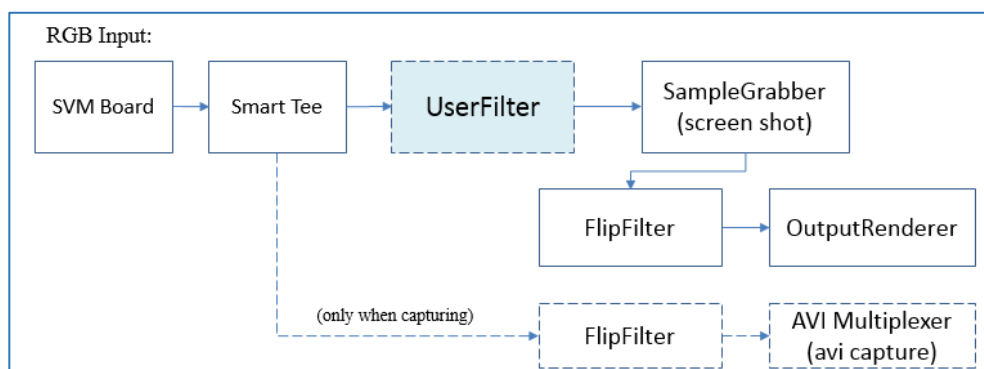 RGB Input:
SVM Board
Smart Tee
UserFilter
SampleGrabber
(screen shot)
FlipFilter
OutputRenderer
(only when capturing)
FlipFilter
AVI Multiplexer
(avi capture)